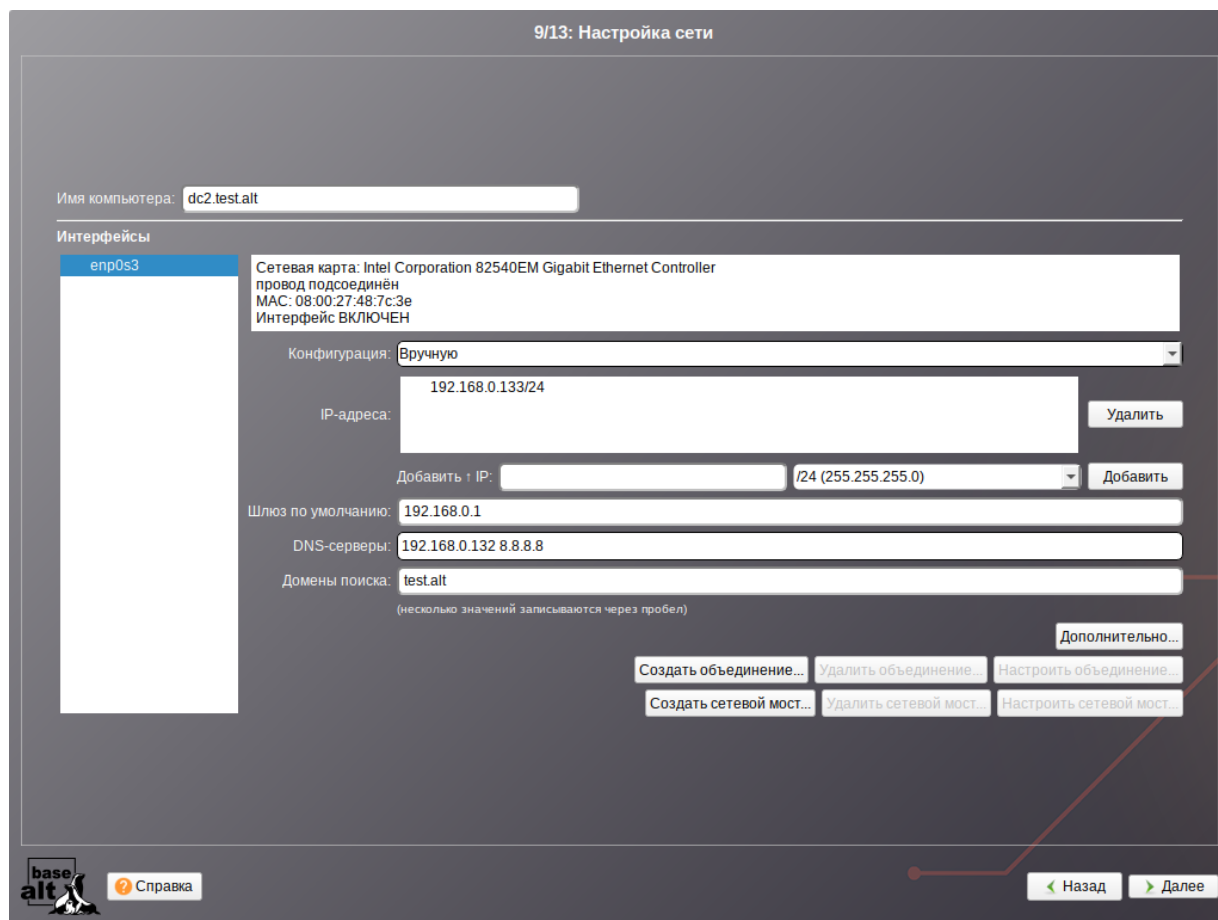 9/13: Настройка сети
Имя компьютера: dc2.test.alt
Интерфейсы
enp0s3
Сетевая карта: Intel Corporation 82540EM Gigabit Ethernet Controller
провод подсоединён
MAC: 08:00:27:48:7c:3e
Интерфейс ВКЛЮЧЕН
Конфигурация: Вручную
192.168.0.133/24
IP-адреса: Удалить
Добавить ↑ IP: /24 (255.255.255.0) Добавить
Шлюз по умолчанию: 192.168.0.1
DNS-серверы: 192.168.0.132 8.8.8.8
Домены поиска: test.alt
(несколько значений записываются через пробел)
Дополнительно...
Создать объединение... Удалить объединение... Настроить объединение...
Создать сетевой мост... Удалить сетевой мост... Настроить сетевой мост...
base
alt
Справка Назад Далее